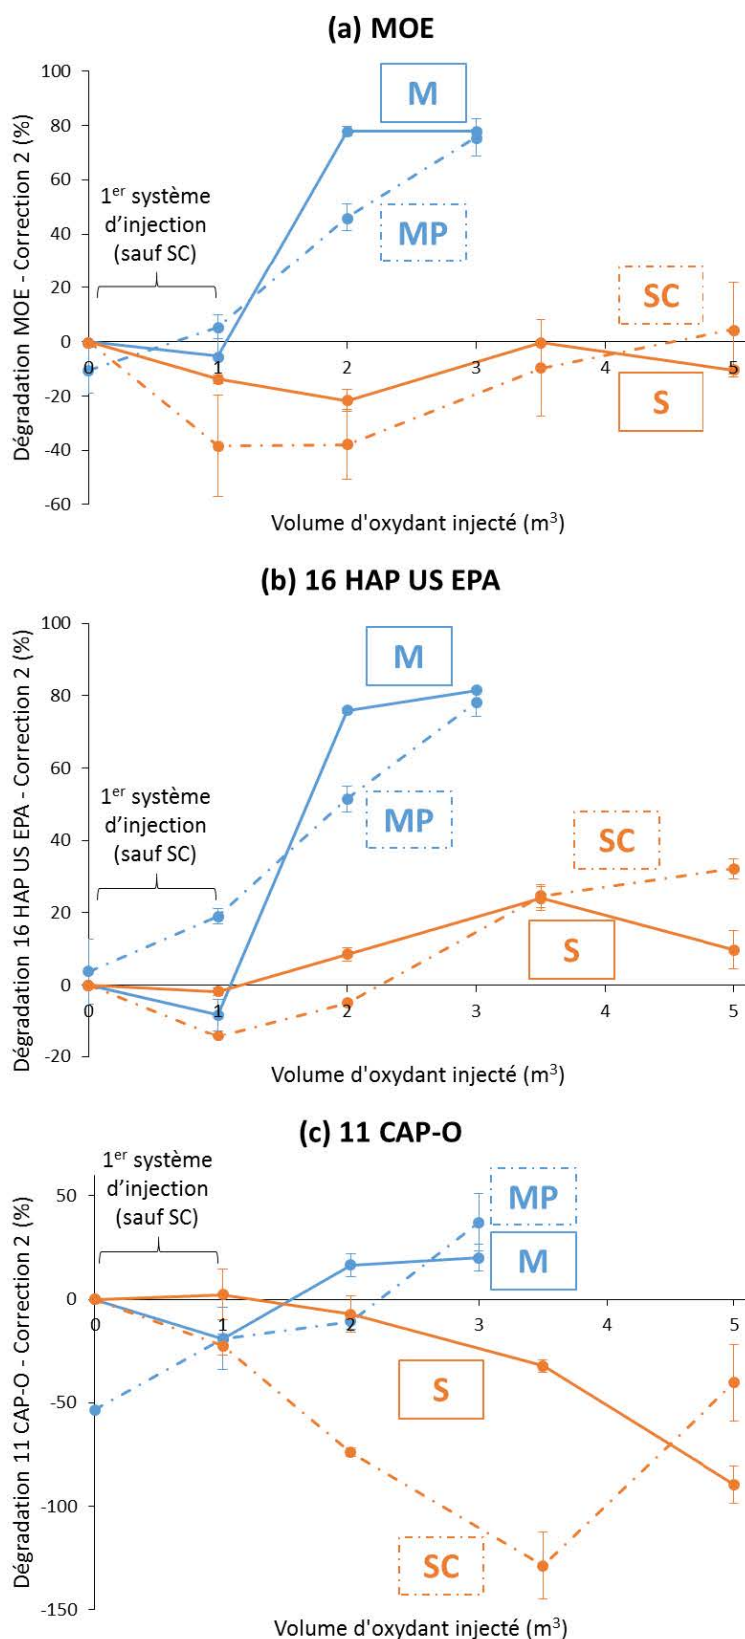 (a) MOE
Dégradation MOE - Correction 2 (%)
100
80
60
40
20
0
-20
-40
-60
1er système
d'injection
(sauf SC)
M
MP
SC
S
0
1
2
3
4
5
Volume d'oxydant injecté (m³)
(b) 16 HAP US EPA
Dégradation 16 HAP US EPA - Correction 2 (%)
100
80
60
40
20
0
-20
1er système
d'injection
(sauf SC)
M
MP
SC
S
0
1
2
3
4
5
Volume d'oxydant injecté (m³)
(c) 11 CAP-O
Dégradation 11 CAP-O - Correction 2 (%)
50
0
-50
-100
-150
1er système
d'injection
(sauf SC)
MP
M
S
SC
0
1
2
3
4
5
Volume d'oxydant injecté (m³)